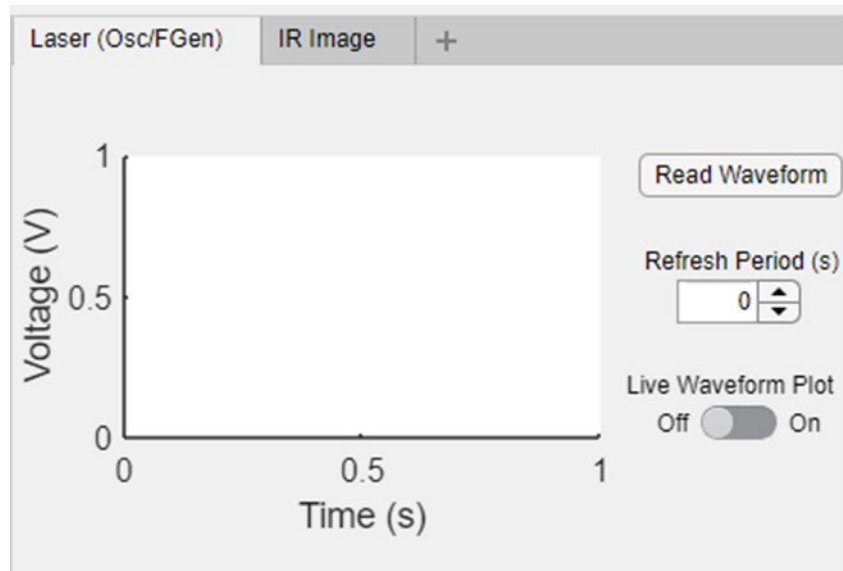 Laser (Osc/FGen) IR Image +
1
Read Waveform
Voltage (V)
Refresh Period (s)
0.5
0
Live Waveform Plot
Off On
0
0 0.5 1
Time (s)